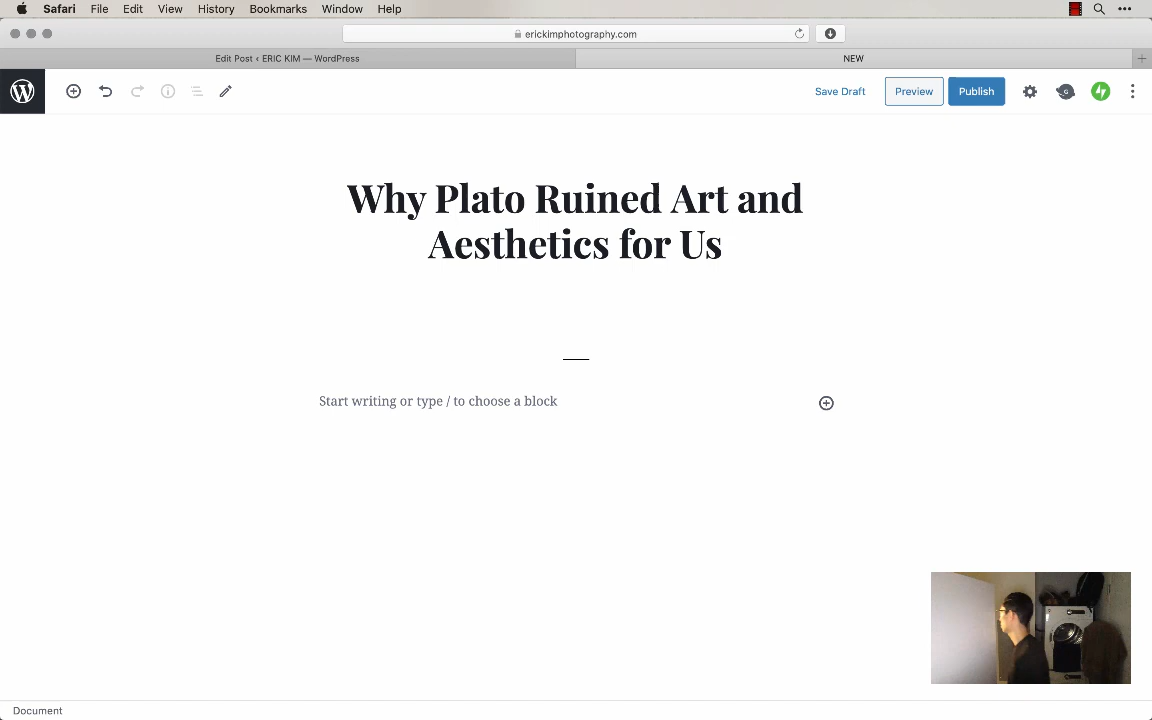 Safari File Edit View History Bookmarks Window Help
erickimphotography.com
Edit Post ‹ ERIC KIM — WordPress
NEW
Save Draft
Preview
Publish
Why Plato Ruined Art and
Aesthetics for Us
Start writing or type / to choose a block
Document